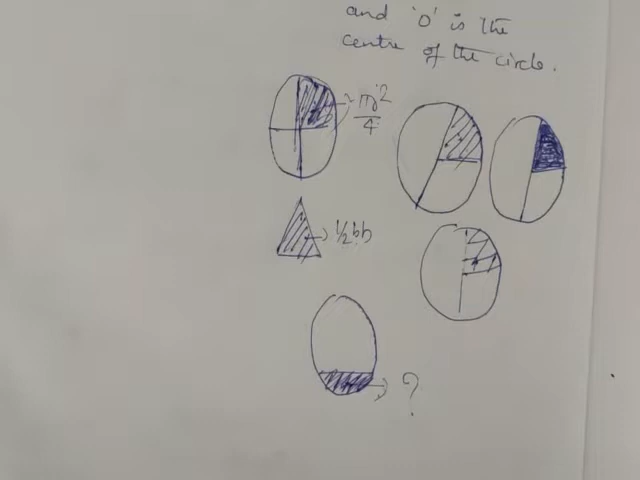 and 'O' is the
centre of the circle.
πr²/4
½bh
?